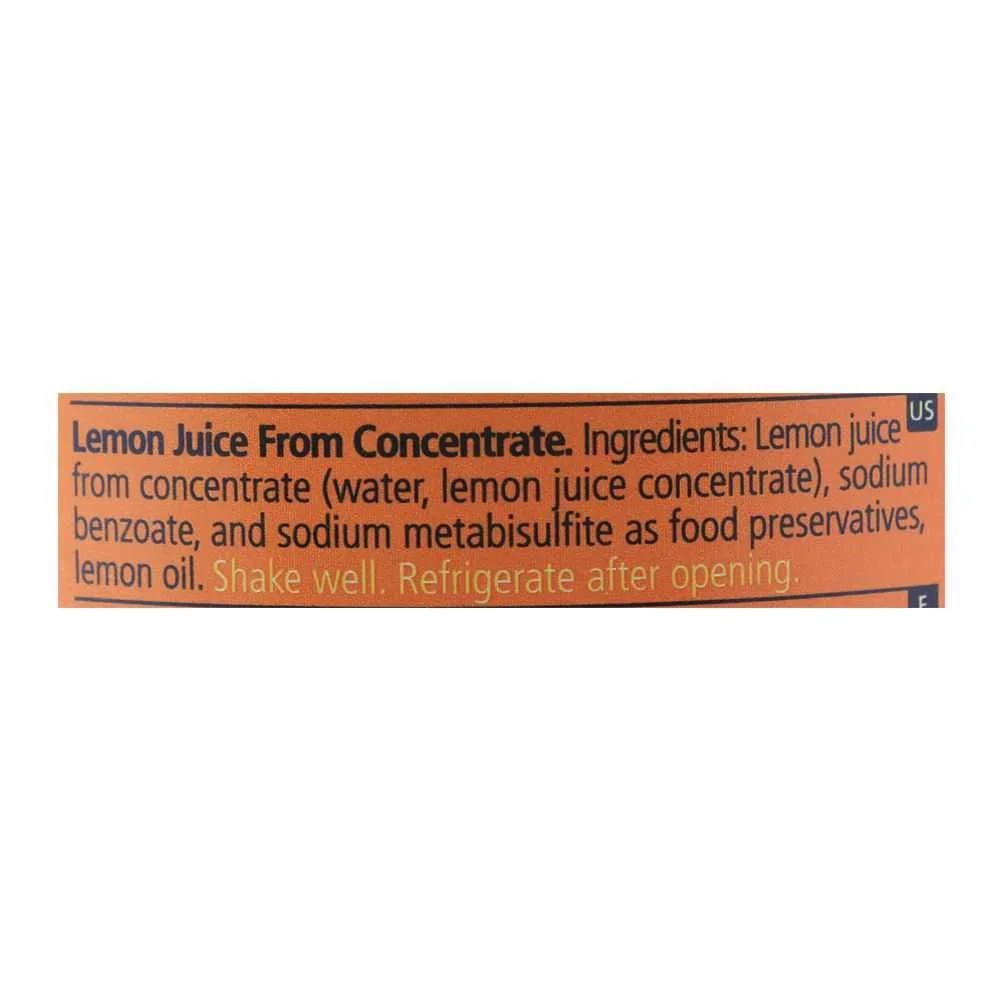 Lemon Juice From Concentrate. Ingredients: Lemon juice US
from concentrate (water, lemon juice concentrate), sodium
benzoate, and sodium metabisulfite as food preservatives,
lemon oil. Shake well. Refrigerate after opening.